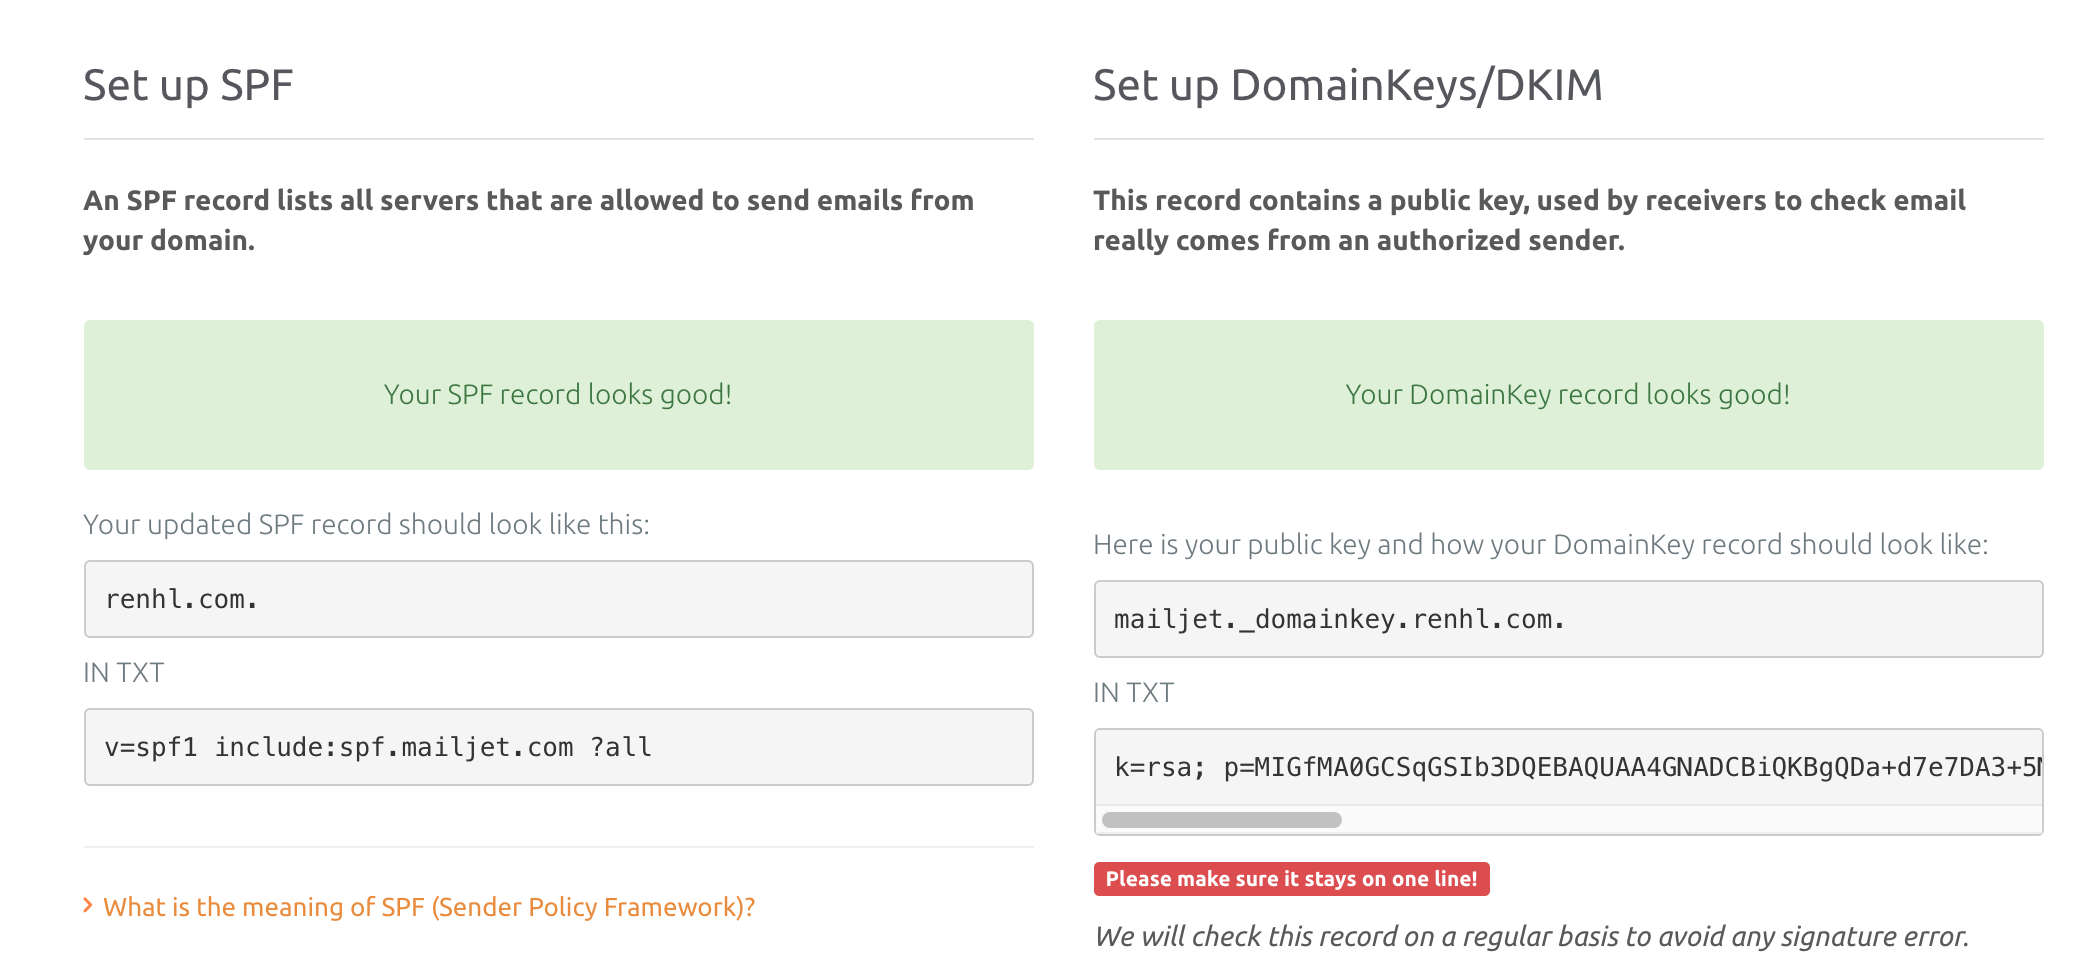 Set up SPF
An SPF record lists all servers that are allowed to send emails from
your domain.
Your SPF record looks good!
Your updated SPF record should look like this:
renhl.com.
IN TXT
v=spf1 include:spf.mailjet.com ?all
What is the meaning of SPF (Sender Policy Framework)?
Set up DomainKeys/DKIM
This record contains a public key, used by receivers to check email
really comes from an authorized sender.
Your DomainKey record looks good!
Here is your public key and how your DomainKey record should look like:
mailjet._domainkey.renhl.com.
IN TXT
k=rsa; p=MIGfMA0GCSqGSIb3DQEBAQUAA4GNADCBiQKBgQDa+d7e7DA3+5N
Please make sure it stays on one line!
We will check this record on a regular basis to avoid any signature error.